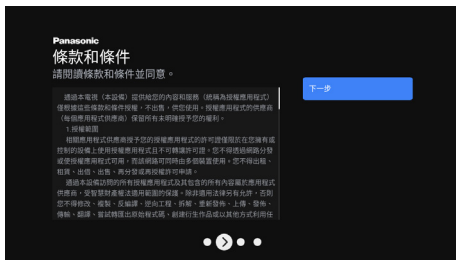 Panasonic
條款和條件
請閱讀條款和條件並同意。
下一步
通過本電視（本設備）提供給您的內容和服務（統稱為授權應用程式）
僅根據這些條款和條件授權，不出售，供您使用。授權應用程式的供應商
（每個應用程式供應商）保留所有未明確授予您的權利。
1.授權範圍
相關應用程式供應商授予您的授權應用程式的許可證僅限於在您擁有或
控制的設備上使用授權應用程式且不可轉讓許可證。您不得透過網路分發
或使授權應用程式可用，而該網路可同時由多個裝置使用。您不得出租、
租賃、出借、出售、再分發或再授權許可申請。
通過本設備訪問的所有授權應用程式及其包含的所有內容屬於應用程式
供應商，受智慧財產權法適用範圍的保護。除非適用法律另有允許，否則
您不得修改、複製、反編譯、逆向工程、拆解、重新發佈、上傳、發佈、
傳輸、翻譯、嘗試轉匯出原始程式碼、創建衍生作品或以其他方式利用任